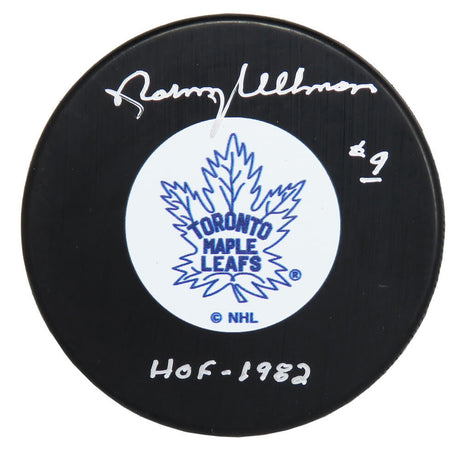 Norm Ullman
#9
TORONTO
MAPLE
LEAFS®
© NHL
HOF-1982